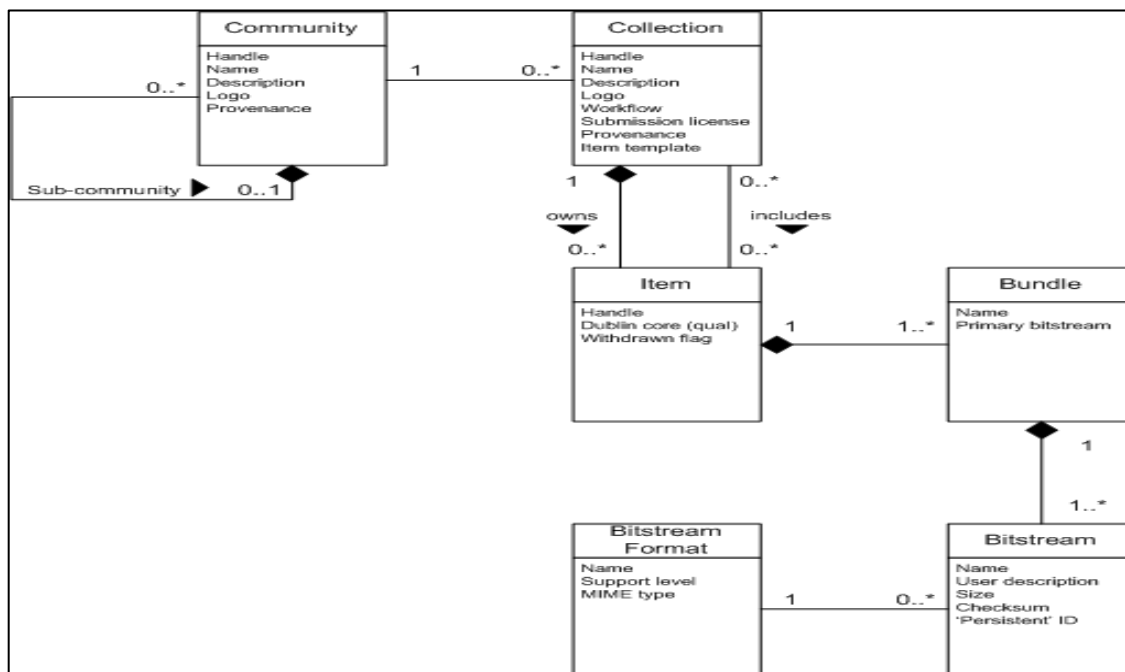 Community
Handle
Name
Description
Logo
Provenance
0..*
Sub-community
0..1
1
0..*
Collection
Handle
Name
Description
Logo
Workflow
Submission license
Provenance
Item template
1
0..*
owns
includes
0..*
0..*
Item
Handle
Dublin core (qual)
Withdrawn flag
1
1..*
Bundle
Name
Primary bitstream
1
1..*
Bitstream
Format
Name
Support level
MIME type
1
0..*
Bitstream
Name
User description
Size
Checksum
'Persistent' ID